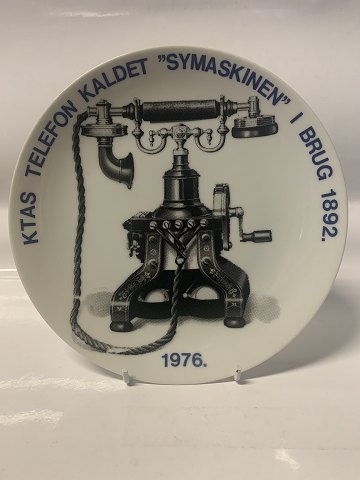 KTAS TELEFON KALDET "SYMASKINEN" I BRUG 1892.
1976.